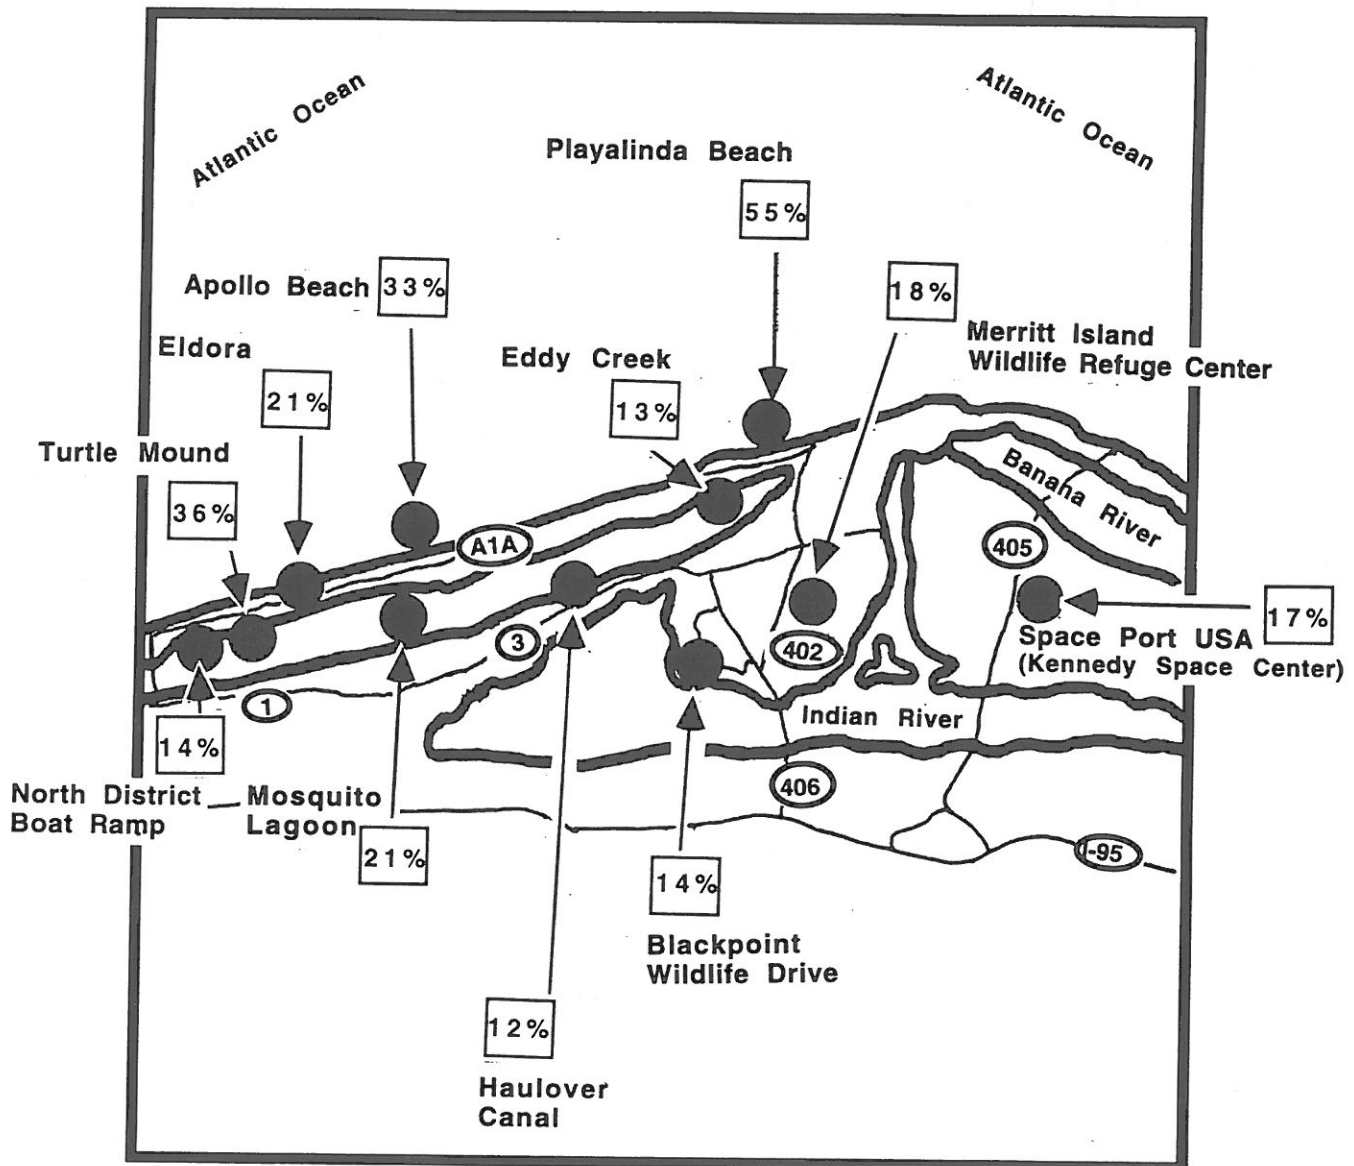 Atlantic Ocean
Atlantic Ocean
Playalinda Beach
55%
Apollo Beach
33%
18%
Merritt Island
Wildlife Refuge Center
Eldora
21%
Eddy Creek
13%
Turtle Mound
36%
Banaha River
A1A
405
17%
Space Port USA
(Kennedy Space Center)
3
402
1
Indian River
14%
North District
Boat Ramp
Mosquito
Lagoon
21%
406
I-95
14%
Blackpoint
Wildlife Drive
12%
Haulover
Canal